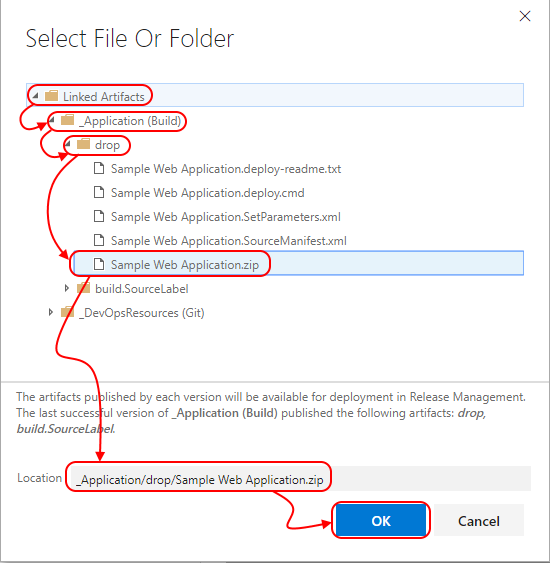 Select File Or Folder
Linked Artifacts
_Application (Build)
drop
Sample Web Application.deploy-readme.txt
Sample Web Application.deploy.cmd
Sample Web Application.SetParameters.xml
Sample Web Application.SourceManifest.xml
Sample Web Application.zip
build.SourceLabel
_DevOpsResources (Git)
The artifacts published by each version will be available for deployment in Release Management.
The last successful version of _Application (Build) published the following artifacts: drop,
build.SourceLabel.
Location _Application/drop/Sample Web Application.zip
OK Cancel